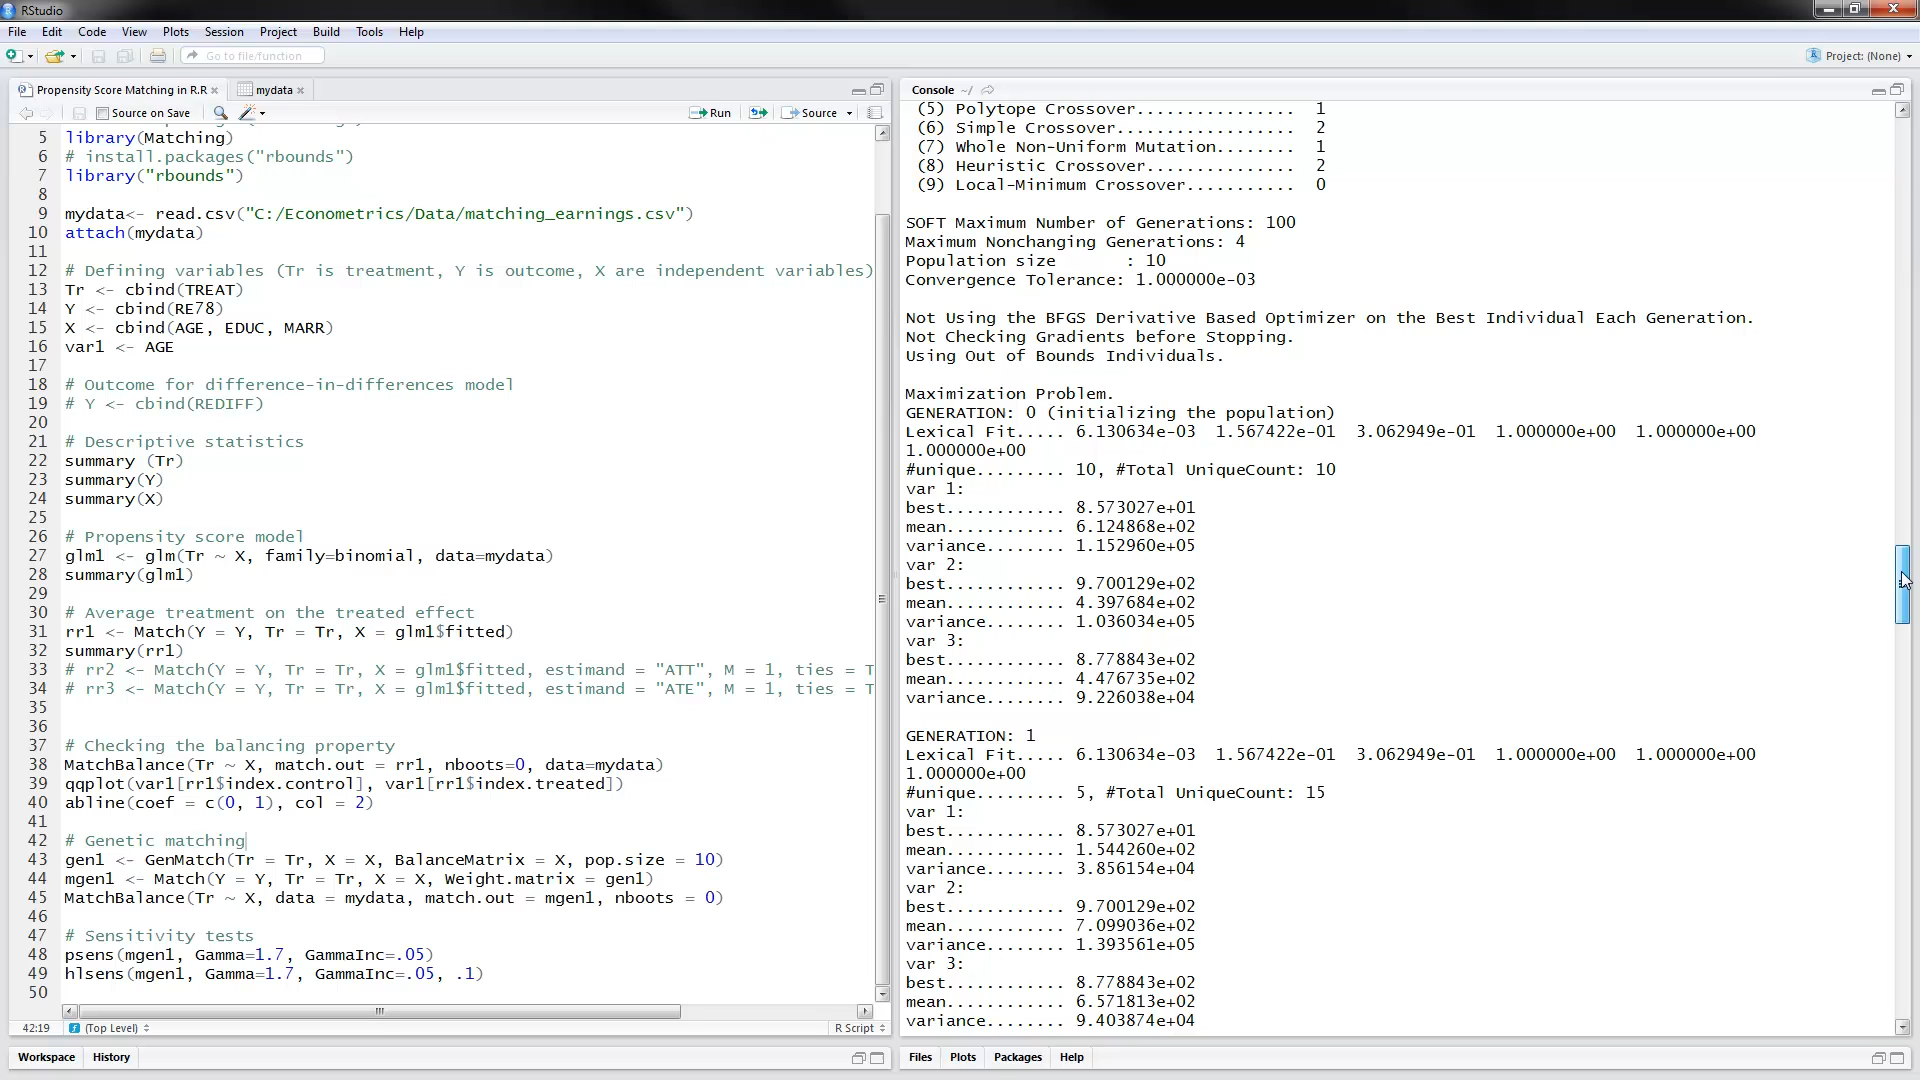 RStudio
File Edit Code View Plots Session Project Build Tools Help
Go to file/function
Project: (None)
Propensity Score Matching in R.R
mydata
Source on Save
Run
Source
5 library(Matching)
6 # install.packages("rbounds")
7 library("rbounds")
8
9 mydata<- read.csv("C:/Econometrics/Data/matching_earnings.csv")
10 attach(mydata)
11
12 # Defining variables (Tr is treatment, Y is outcome, X are independent variables)
13 Tr <- cbind(TREAT)
14 Y <- cbind(RE78)
15 X <- cbind(AGE, EDUC, MARR)
16 var1 <- AGE
17
18 # Outcome for difference-in-differences model
19 # Y <- cbind(REDIFF)
20
21 # Descriptive statistics
22 summary (Tr)
23 summary(Y)
24 summary(X)
25
26 # Propensity score model
27 glm1 <- glm(Tr ~ X, family=binomial, data=mydata)
28 summary(glm1)
29
30 # Average treatment on the treated effect
31 rr1 <- Match(Y = Y, Tr = Tr, X = glm1$fitted)
32 summary(rr1)
33 # rr2 <- Match(Y = Y, Tr = Tr, X = glm1$fitted, estimand = "ATT", M = 1, ties = T
34 # rr3 <- Match(Y = Y, Tr = Tr, X = glm1$fitted, estimand = "ATE", M = 1, ties = T
35
36
37 # Checking the balancing property
38 MatchBalance(Tr ~ X, match.out = rr1, nboots=0, data=mydata)
39 qqplot(var1[rr1$index.control], var1[rr1$index.treated])
40 abline(coef = c(0, 1), col = 2)
41
42 # Genetic matching
43 gen1 <- GenMatch(Tr = Tr, X = X, BalanceMatrix = X, pop.size = 10)
44 mgen1 <- Match(Y = Y, Tr = Tr, X = X, Weight.matrix = gen1)
45 MatchBalance(Tr ~ X, data = mydata, match.out = mgen1, nboots = 0)
46
47 # Sensitivity tests
48 psens(mgen1, Gamma=1.7, GammaInc=.05)
49 hlsens(mgen1, Gamma=1.7, GammaInc=.05, .1)
50
42:19 (Top Level) R Script
Workspace History
Console ~/
(5) Polytope Crossover................ 1
(6) Simple Crossover.................. 2
(7) Whole Non-Uniform Mutation........ 1
(8) Heuristic Crossover............... 2
(9) Local-Minimum Crossover........... 0
SOFT Maximum Number of Generations: 100
Maximum Nonchanging Generations: 4
Population size : 10
Convergence Tolerance: 1.000000e-03
Not Using the BFGS Derivative Based Optimizer on the Best Individual Each Generation.
Not Checking Gradients before Stopping.
Using Out of Bounds Individuals.
Maximization Problem.
GENERATION: 0 (initializing the population)
Lexical Fit..... 6.130634e-03 1.567422e-01 3.062949e-01 1.000000e+00 1.000000e+00
1.000000e+00
#unique......... 10, #Total UniqueCount: 10
var 1:
best............ 8.573027e+01
mean............ 6.124868e+02
variance........ 1.152960e+05
var 2:
best............ 9.700129e+02
mean............ 4.397684e+02
variance........ 1.036034e+05
var 3:
best............ 8.778843e+02
mean............ 4.476735e+02
variance........ 9.226038e+04
GENERATION: 1
Lexical Fit..... 6.130634e-03 1.567422e-01 3.062949e-01 1.000000e+00 1.000000e+00
1.000000e+00
#unique......... 5, #Total UniqueCount: 15
var 1:
best............ 8.573027e+01
mean............ 1.544260e+02
variance........ 3.856154e+04
var 2:
best............ 9.700129e+02
mean............ 7.099036e+02
variance........ 1.393561e+05
var 3:
best............ 8.778843e+02
mean............ 6.571813e+02
variance........ 9.403874e+04
Files Plots Packages Help